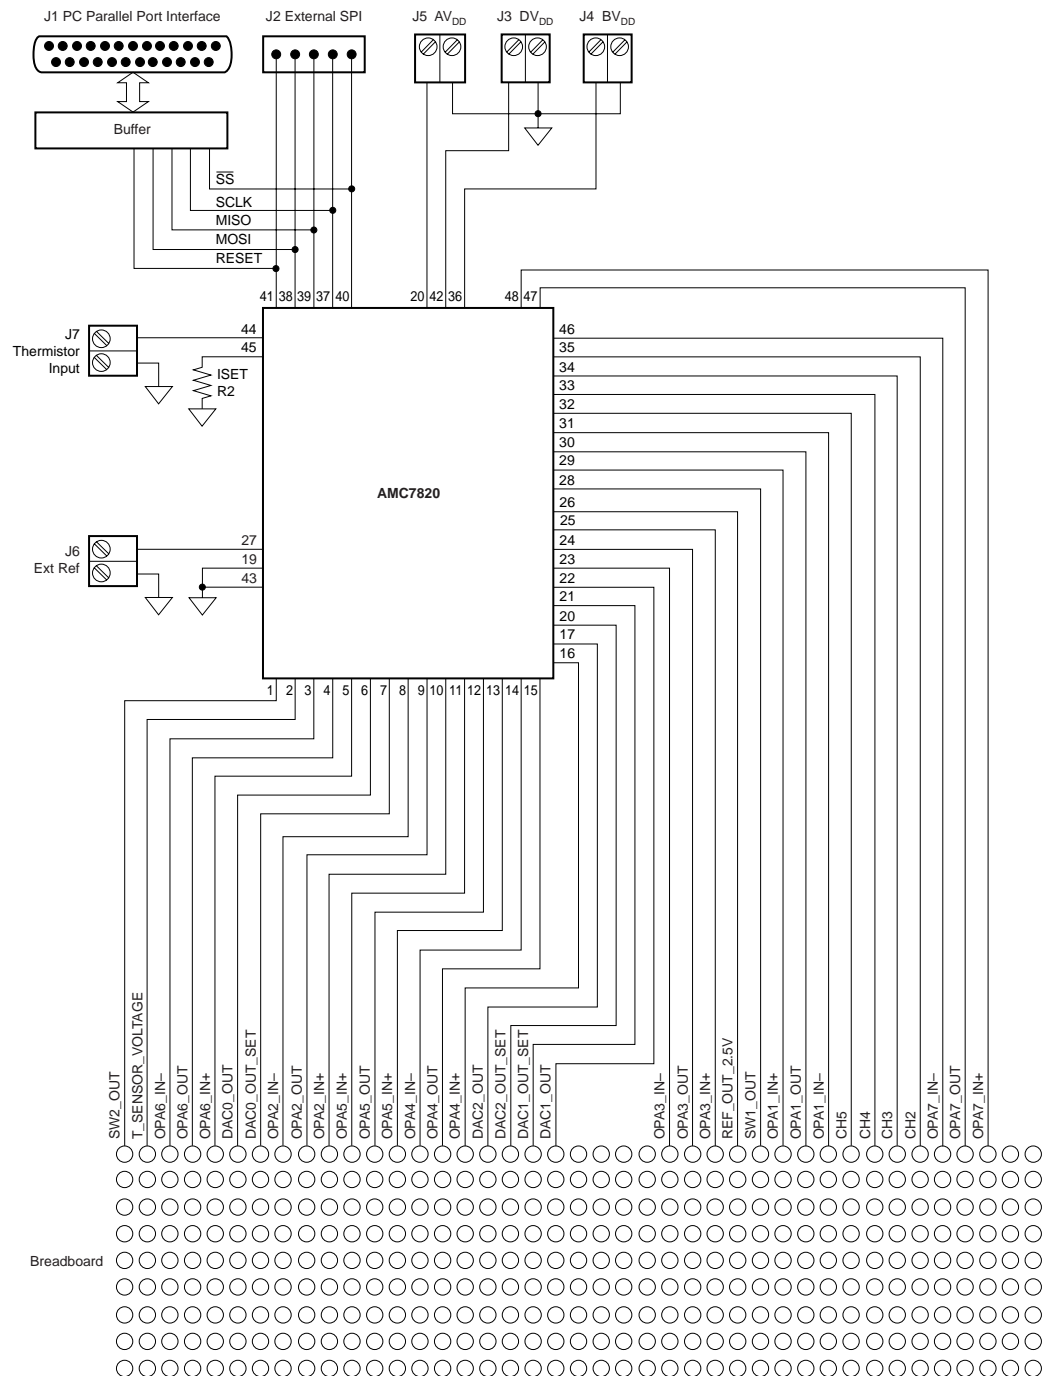 J1 PC Parallel Port Interface
J2 External SPI
J5 AVDD
J3 DVDD
J4 BVDD
Buffer
SS
SCLK
MISO
MOSI
RESET
41 38 39 37 40
20 42 36
48 47
J7
Thermistor
Input
44
45
ISET
R2
46
35
34
33
32
31
30
29
28
26
25
24
23
22
21
20
17
16
AMC7820
J6
Ext Ref
27
19
43
1 2 3 4 5 6 7 8 9 10 11 12 13 14 15
SW2_OUT
T_SENSOR_VOLTAGE
OPA6_IN–
OPA6_OUT
OPA6_IN+
DAC0_OUT
DAC0_OUT_SET
OPA2_IN–
OPA2_OUT
OPA2_IN+
OPA5_IN+
OPA5_OUT
OPA5_IN+
OPA4_IN–
OPA4_OUT
OPA4_IN+
DAC2_OUT
DAC2_OUT_SET
DAC1_OUT_SET
DAC1_OUT
OPA3_IN–
OPA3_OUT
OPA3_IN+
REF_OUT_2.5V
SW1_OUT
OPA1_IN+
OPA1_OUT
OPA1_IN–
CH5
CH4
CH3
CH2
OPA7_IN–
OPA7_OUT
OPA7_IN+
Breadboard